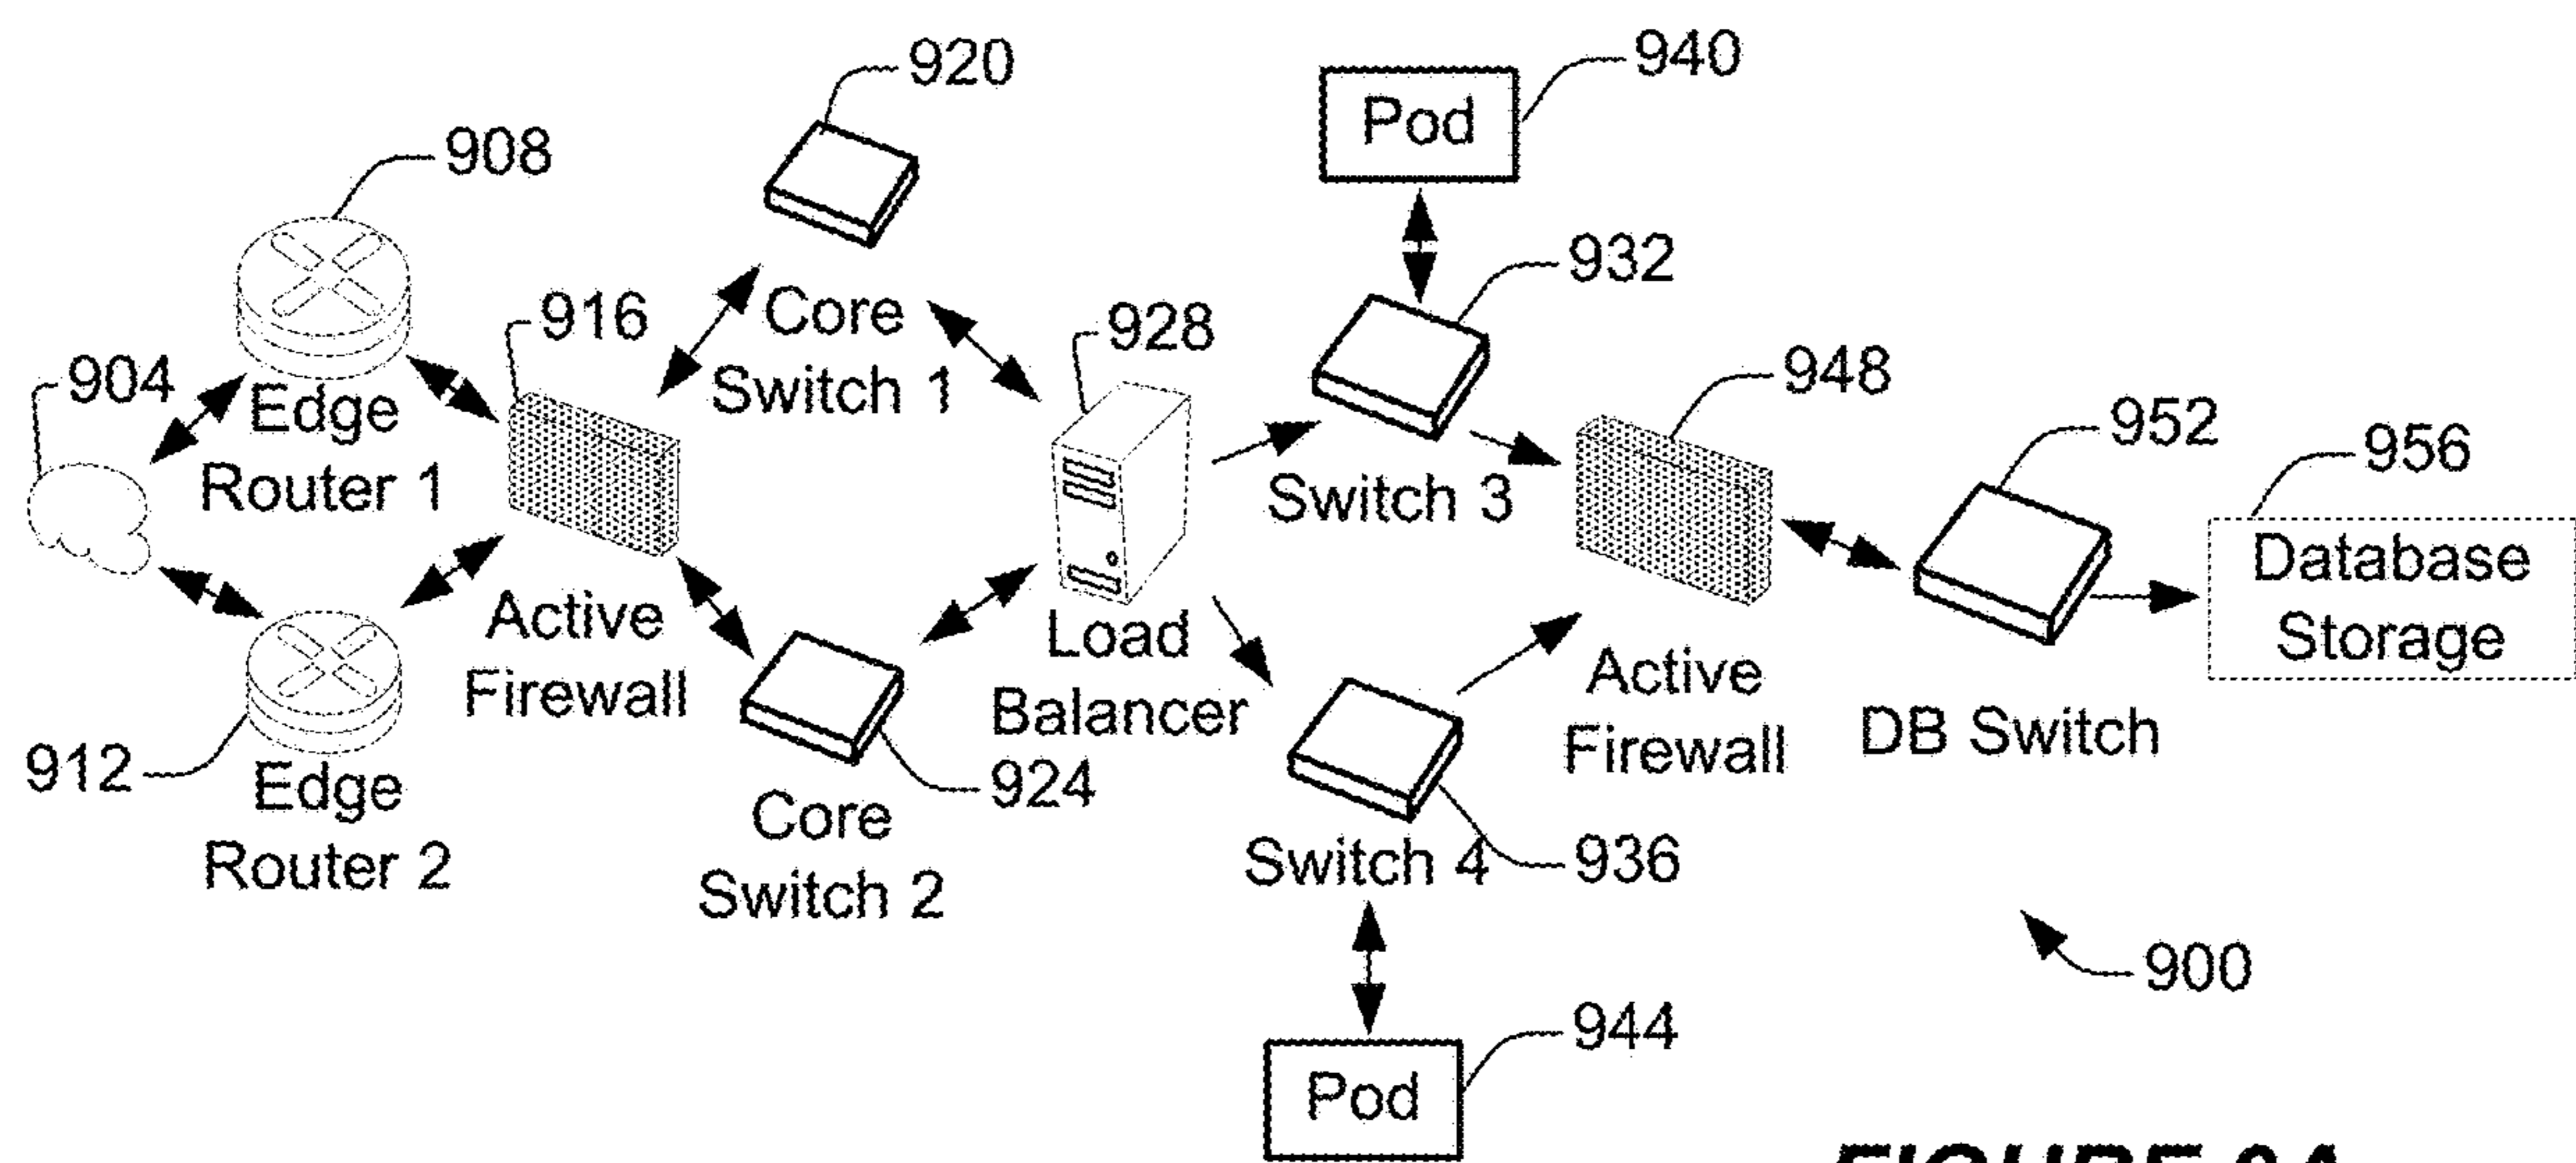 920
940
Pod
908
932
916
Core
Switch 1
928
904
Edge
Router 1
948
952
956
Switch 3
Database
Storage
Active
Firewall
Load
Balancer
Active
Firewall
DB Switch
912
Edge
Router 2
924
Core
Switch 2
Switch 4
936
900
944
Pod